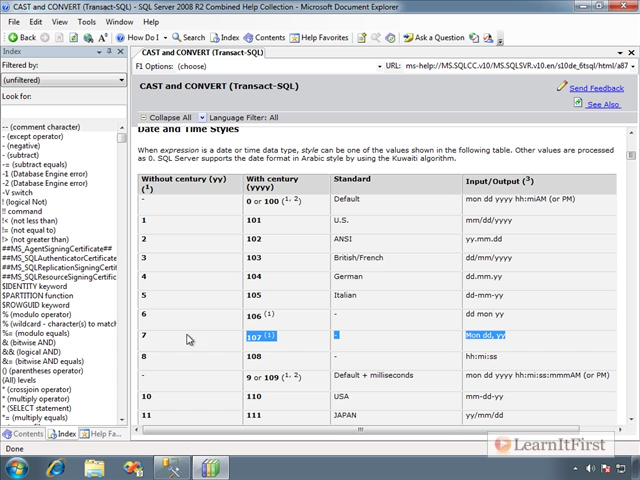 CAST and CONVERT (Transact-SQL) - SQL Server 2008 R2 Combined Help Collection - Microsoft Document Explorer
File Edit View Tools Window Help
Back How Do I Search Index Contents Help Favorites Ask a Question
Index
Filtered by:
(unfiltered)
Look for:
-- (comment character)
- (except operator)
- (negative)
- (subtract)
-= (subtract equals)
-1 (Database Engine error)
-2 (Database Engine error)
-V switch
! (logical Not)
!! command
!< (not less than)
!= (not equal to)
!> (not greater than)
##MS_AgentSigningCertificate##
##MS_SQLAuthenticatorCertificate
##MS_SQLReplicationSigningCertif
##MS_SQLResourceSigningCertific
$IDENTITY keyword
$PARTITION function
$ROWGUID keyword
% (modulo operator)
% (wildcard - character(s) to match
%= (modulo equals)
& (bitwise AND)
&& (logical AND)
() (parentheses operator)
(All) levels
* (crossjoin operator)
* (multiply operator)
* (SELECT statement)
*= (multiply equals)
Contents Index Help Fa...
CAST and CONVERT (Transact-SQL)
F1 Options: (choose)
URL: ms-help://MS.SQLCC.v10/MS.SQLSVR.v10.en/s10de_6tsql/html/a87
CAST and CONVERT (Transact-SQL)
Send Feedback
See Also
Collapse All Language Filter: All
Date and Time Styles
When expression is a date or time data type, style can be one of the values shown in the following table. Other values are processed
as 0. SQL Server supports the date format in Arabic style by using the Kuwaiti algorithm.
Without century (yy) (1) With century (yyyy) Standard Input/Output (3)
- 0 or 100 (1, 2) Default mon dd yyyy hh:miAM (or PM)
1 101 U.S. mm/dd/yyyy
2 102 ANSI yy.mm.dd
3 103 British/French dd/mm/yyyy
4 104 German dd.mm.yy
5 105 Italian dd-mm-yy
6 106 (1) - dd mon yy
7 107 (1) - Mon dd, yy
8 108 - hh:mi:ss
- 9 or 109 (1, 2) Default + milliseconds mon dd yyyy hh:mi:ss:mmmAM (or PM)
10 110 USA mm-dd-yy
11 111 JAPAN yy/mm/dd
Done
LearnItFirst
5:00 PM